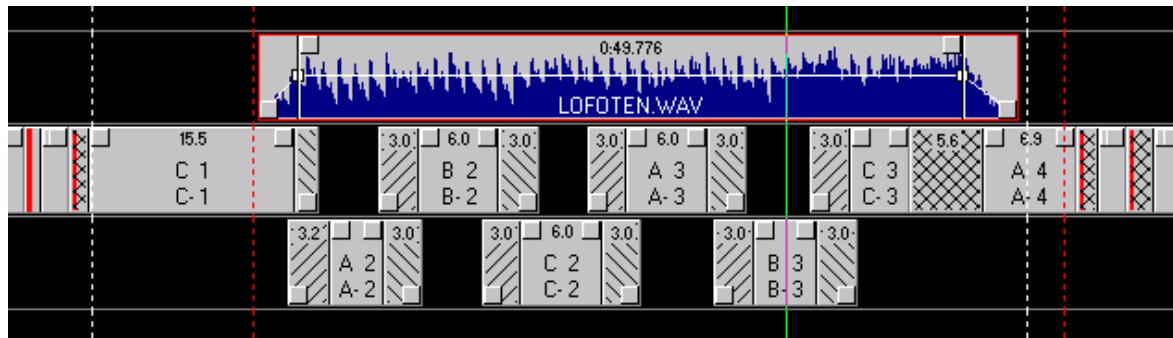 0:49.776
LOFOTEN.WAV
15.5 3.0 6.0 3.0 3.0 6.0 3.0 3.0 5.6 6.9
C 1 B 2 A 3 C 3 A 4
C-1 B-2 A-3 C-3 A-4
3.2 3.0 3.0 6.0 3.0 3.0 3.0
A 2 C 2 B 3
A-2 C-2 B-3